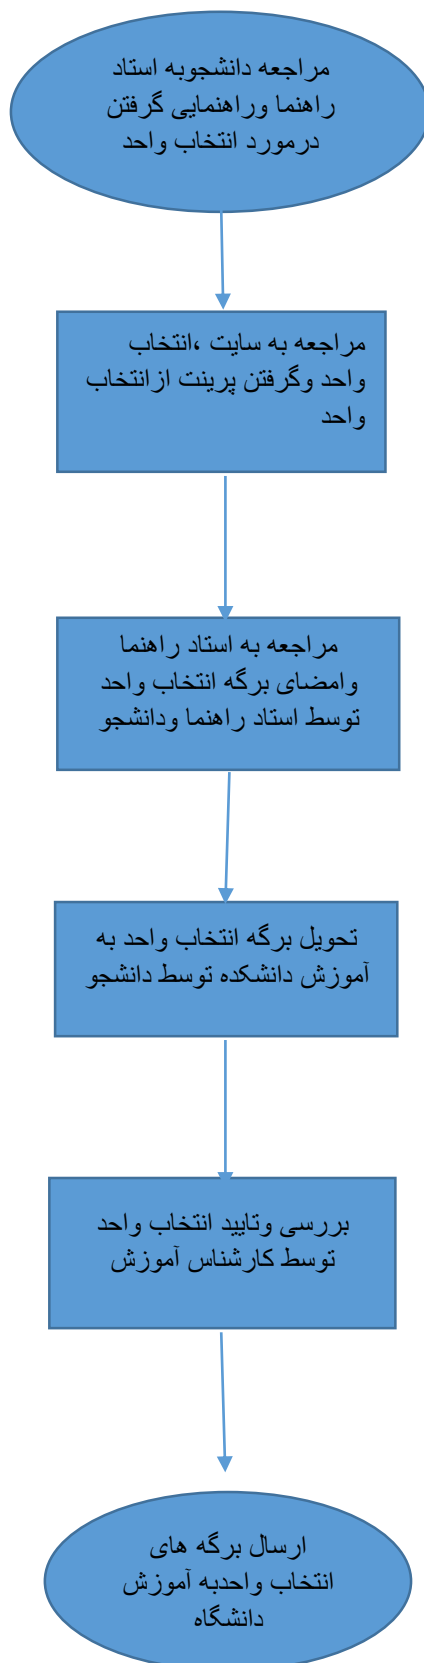 مراجعه دانشجوبه استاد
راهنما وراهنمایی گرفتن
درمورد انتخاب واحد
مراجعه به سایت ،انتخاب
واحد وگرفتن پرینت ازانتخاب
واحد
مراجعه به استاد راهنما
وامضای برگه انتخاب واحد
توسط استاد راهنما ودانشجو
تحویل برگه انتخاب واحد به
آموزش دانشکده توسط دانشجو
بررسی وتایید انتخاب واحد
توسط کارشناس آموزش
ارسال برگه های
انتخاب واحدبه آموزش
دانشگاه